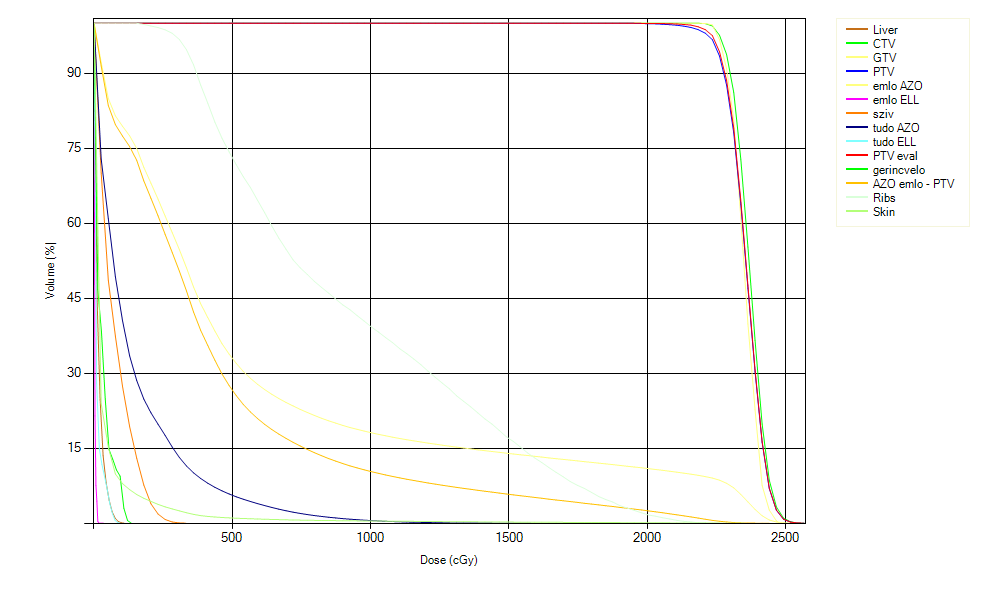 Liver
CTV
GTV
PTV
emlo AZO
emlo ELL
sziv
tudo AZO
tudo ELL
PTV eval
gerincvelo
AZO emlo - PTV
Ribs
Skin
90
75
60
45
30
15
Volume (%|
500
1000
1500
2000
2500
Dose (cGy)